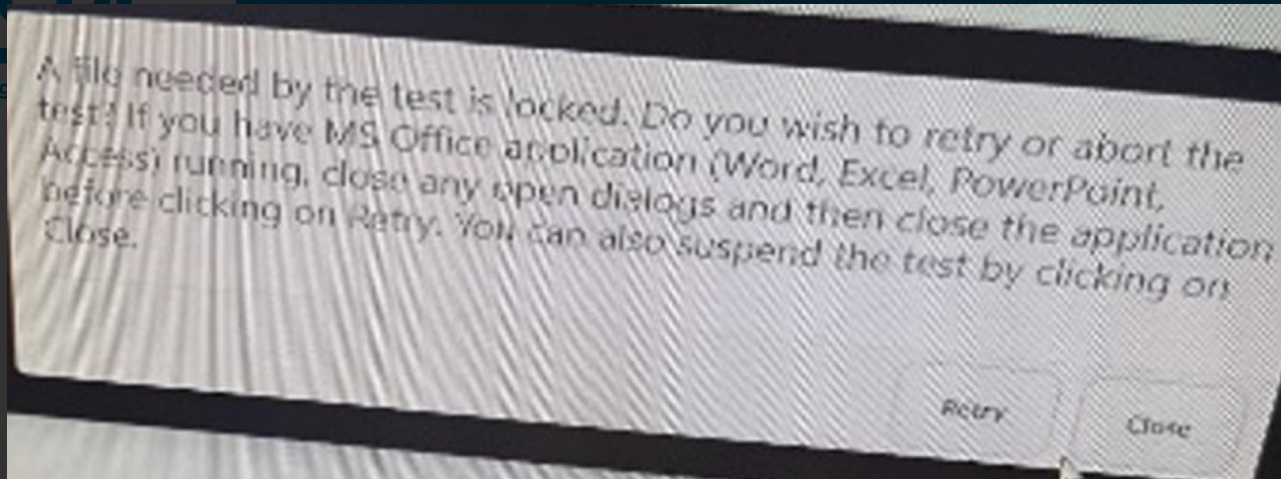 A file needed by the test is locked. Do you wish to retry or abort the
test? If you have MS Office application (Word, Excel, PowerPoint,
Access) running, close any open dialogs and then close the application
before clicking on Retry. You can also suspend the test by clicking on
Close.
Retry
Close